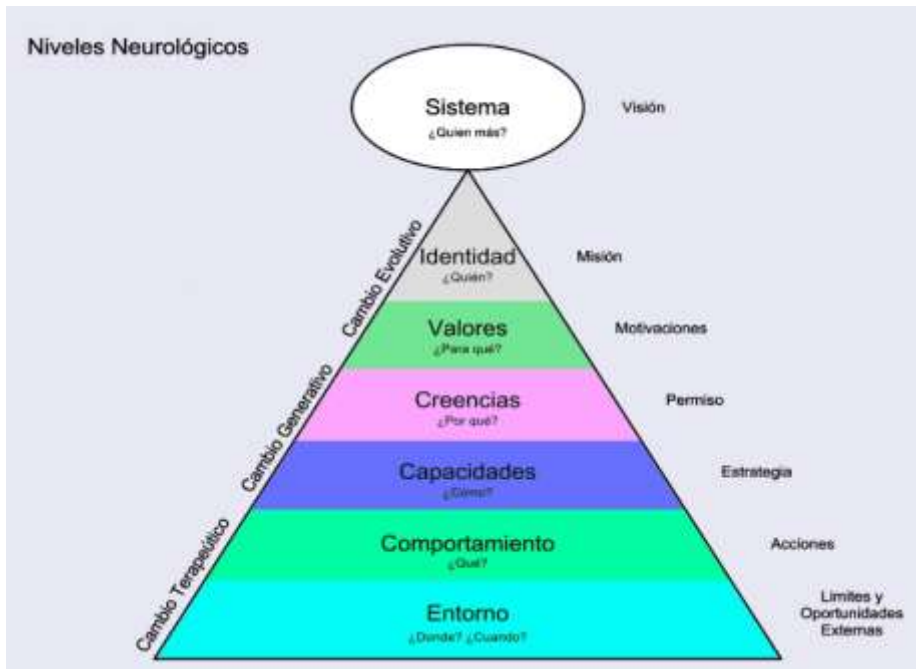 Niveles Neurológicos
Sistema
¿Quien más?
Visión
Identidad
¿Quién?
Misión
Valores
¿Para qué?
Motivaciones
Creencias
¿Por qué?
Permiso
Capacidades
¿Cómo?
Estrategia
Comportamiento
¿Qué?
Acciones
Entorno
¿Donde? ¿Cuando?
Limites y
Oportunidades
Externas
Cambio Evolutivo
Cambio Generativo
Cambio Terapeútico